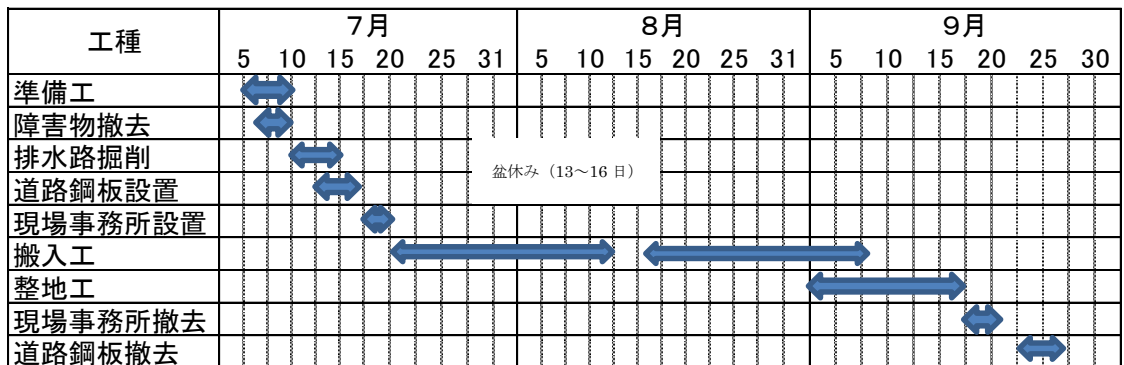 工種 7月 8月 9月
5 10 15 20 25 31 5 10 15 20 25 31 5 10 15 20 25 30
準備工
障害物撤去
排水路掘削
盆休み（13～16 日）
道路鋼板設置
現場事務所設置
搬入工
整地工
現場事務所撤去
道路鋼板撤去